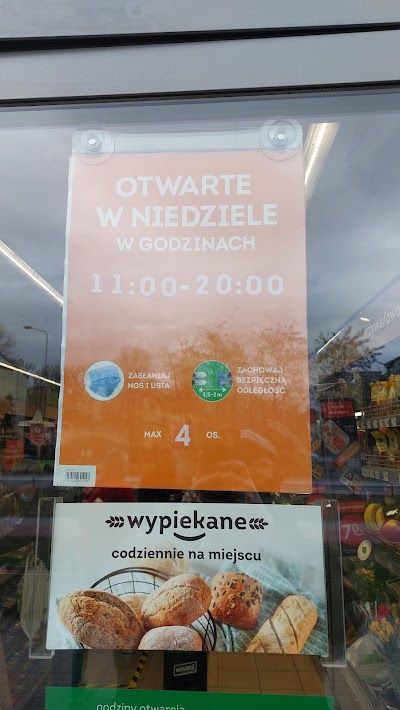 OTWARTE
W NIEDZIELE
W GODZINACH
11:00-20:00
ZASŁANIAJ
NOS I USTA
1,5-2 m
ZACHOWAJ
BEZPIECZNĄ
ODLEGŁOŚĆ
MAX 4 OS.
wypiekane
codziennie na miejscu
godziny otwarcia